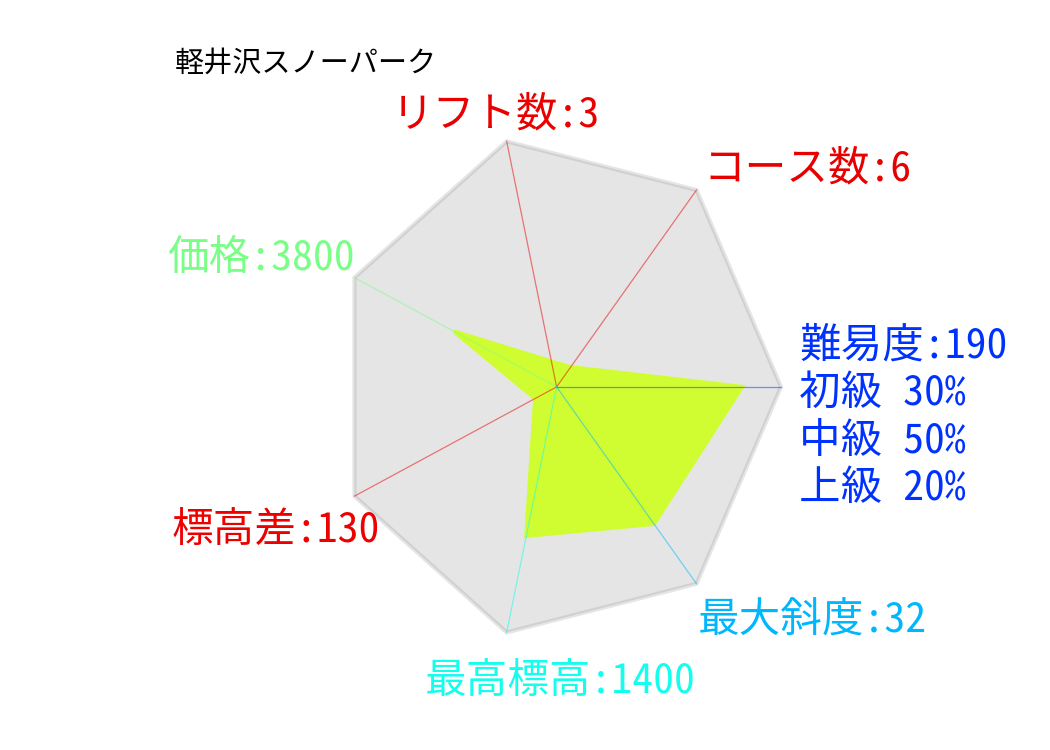 軽井沢スノーパーク
リフト数:3
コース数:6
価格:3800
難易度:190
初級 30%
中級 50%
上級 20%
標高差:130
最大斜度:32
最高標高:1400